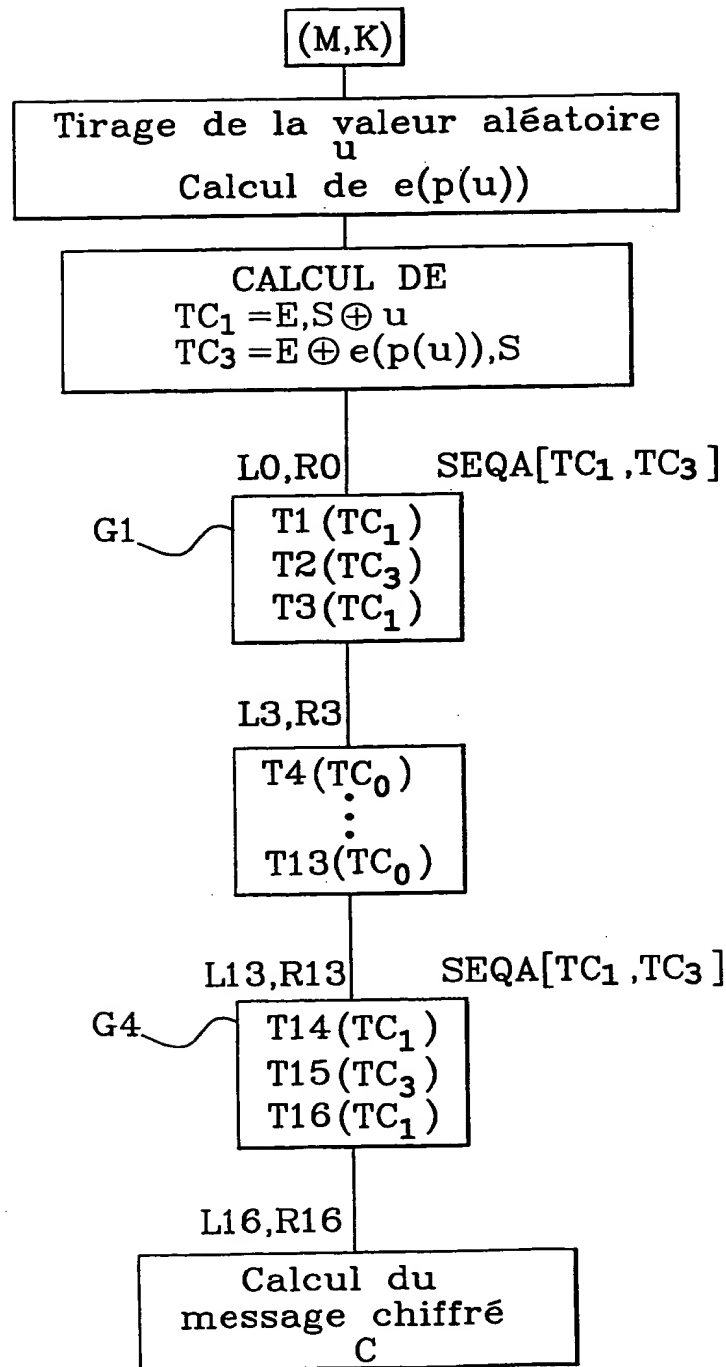 (M,K)
Tirage de la valeur aléatoire
u
Calcul de e(p(u))
CALCUL DE
TC₁ =E,S⊕u
TC₃ =E⊕e(p(u)),S
L0,R0
SEQA[TC₁,TC₃]
G1
T1(TC₁)
T2(TC₃)
T3(TC₁)
L3,R3
T4(TC₀)
T13(TC₀)
L13,R13
SEQA[TC₁,TC₃]
G4
T14(TC₁)
T15(TC₃)
T16(TC₁)
L16,R16
Calcul du
message chiffré
C